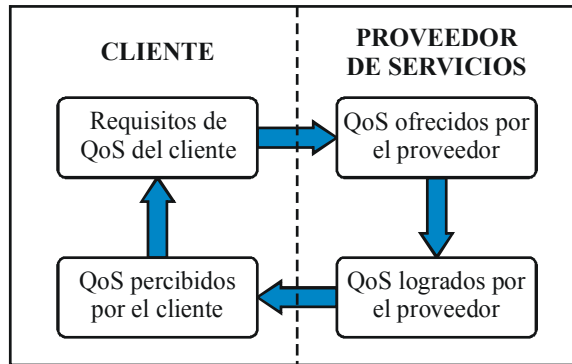 CLIENTE
PROVEEDOR
DE SERVICIOS
Requisitos de
QoS del cliente
QoS ofrecidos por
el proveedor
QoS percibidos
por el cliente
QoS logrados por
el proveedor